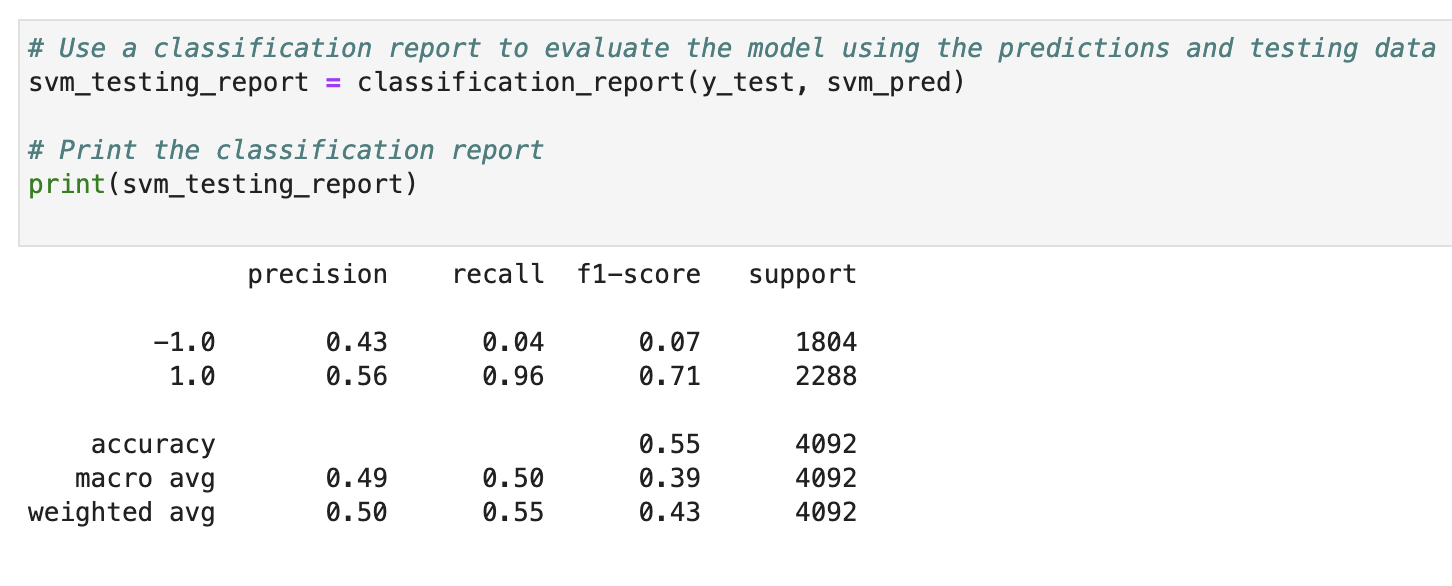 # Use a classification report to evaluate the model using the predictions and testing data
svm_testing_report = classification_report(y_test, svm_pred)
# Print the classification report
print(svm_testing_report)
precision recall f1-score support
-1.0 0.43 0.04 0.07 1804
1.0 0.56 0.96 0.71 2288
accuracy 0.55 4092
macro avg 0.49 0.50 0.39 4092
weighted avg 0.50 0.55 0.43 4092